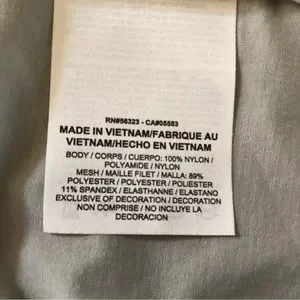 RN#56323 - CA#05553
MADE IN VIETNAM/FABRIQUE AU
VIETNAM/HECHO EN VIETNAM
BODY / CORPS / CUERPO: 100% NYLON /
POLYAMIDE / NYLON
MESH / MAILLE FILET / MALLA: 89%
POLYESTER / POLYESTER / POLIESTER
11% SPANDEX / ELASTHANNE / ELASTANO
EXCLUSIVE OF DECORATION / DECORATION
NON COMPRISE / NO INCLUYE DECORACION